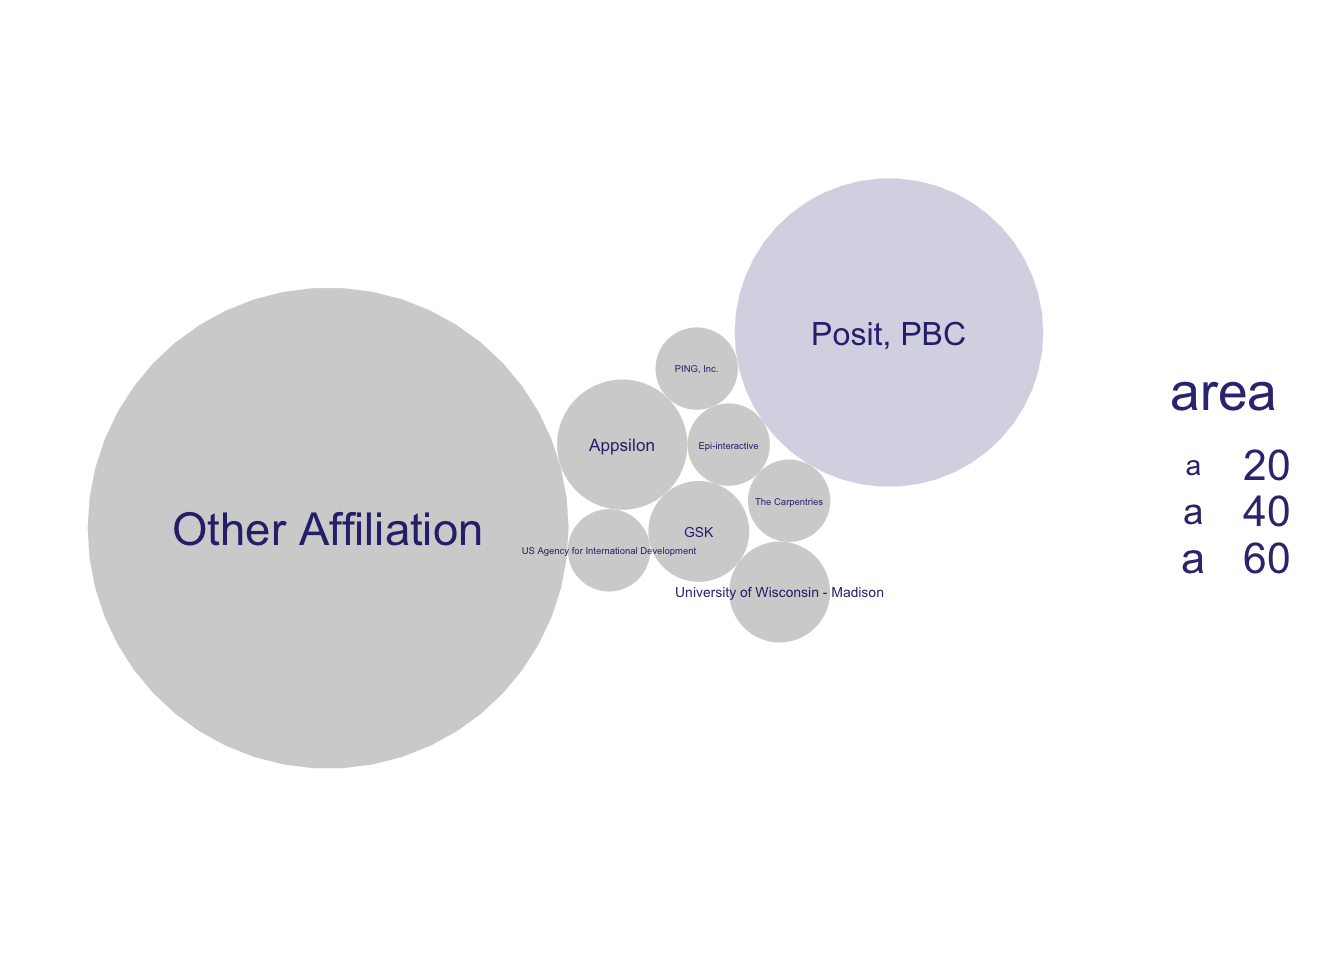 Posit, PBC
PING, Inc.
Appsilon
Epi-interactive
The Carpentries
Other Affiliation
GSK
US Agency for International Development
University of Wisconsin - Madison
area
a 20
a 40
a 60